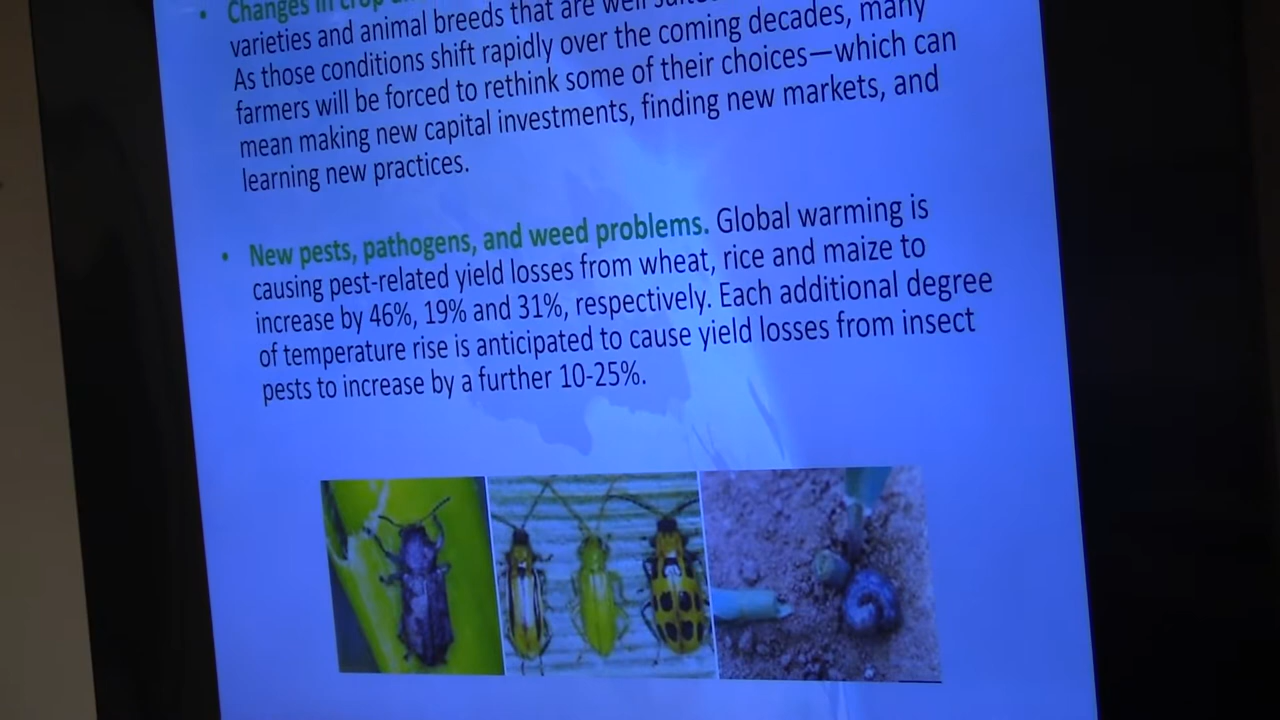 • Changes in crop
varieties and animal breeds that are well
As those conditions shift rapidly over the coming decades, many
farmers will be forced to rethink some of their choices—which can
mean making new capital investments, finding new markets, and
learning new practices.
• New pests, pathogens, and weed problems. Global warming is
causing pest-related yield losses from wheat, rice and maize to
increase by 46%, 19% and 31%, respectively. Each additional degree
of temperature rise is anticipated to cause yield losses from insect
pests to increase by a further 10-25%.